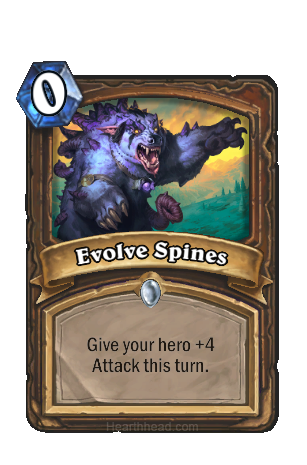 0
Evolve Spines
Give your hero +4
Attack this turn.
Hearthhead.com